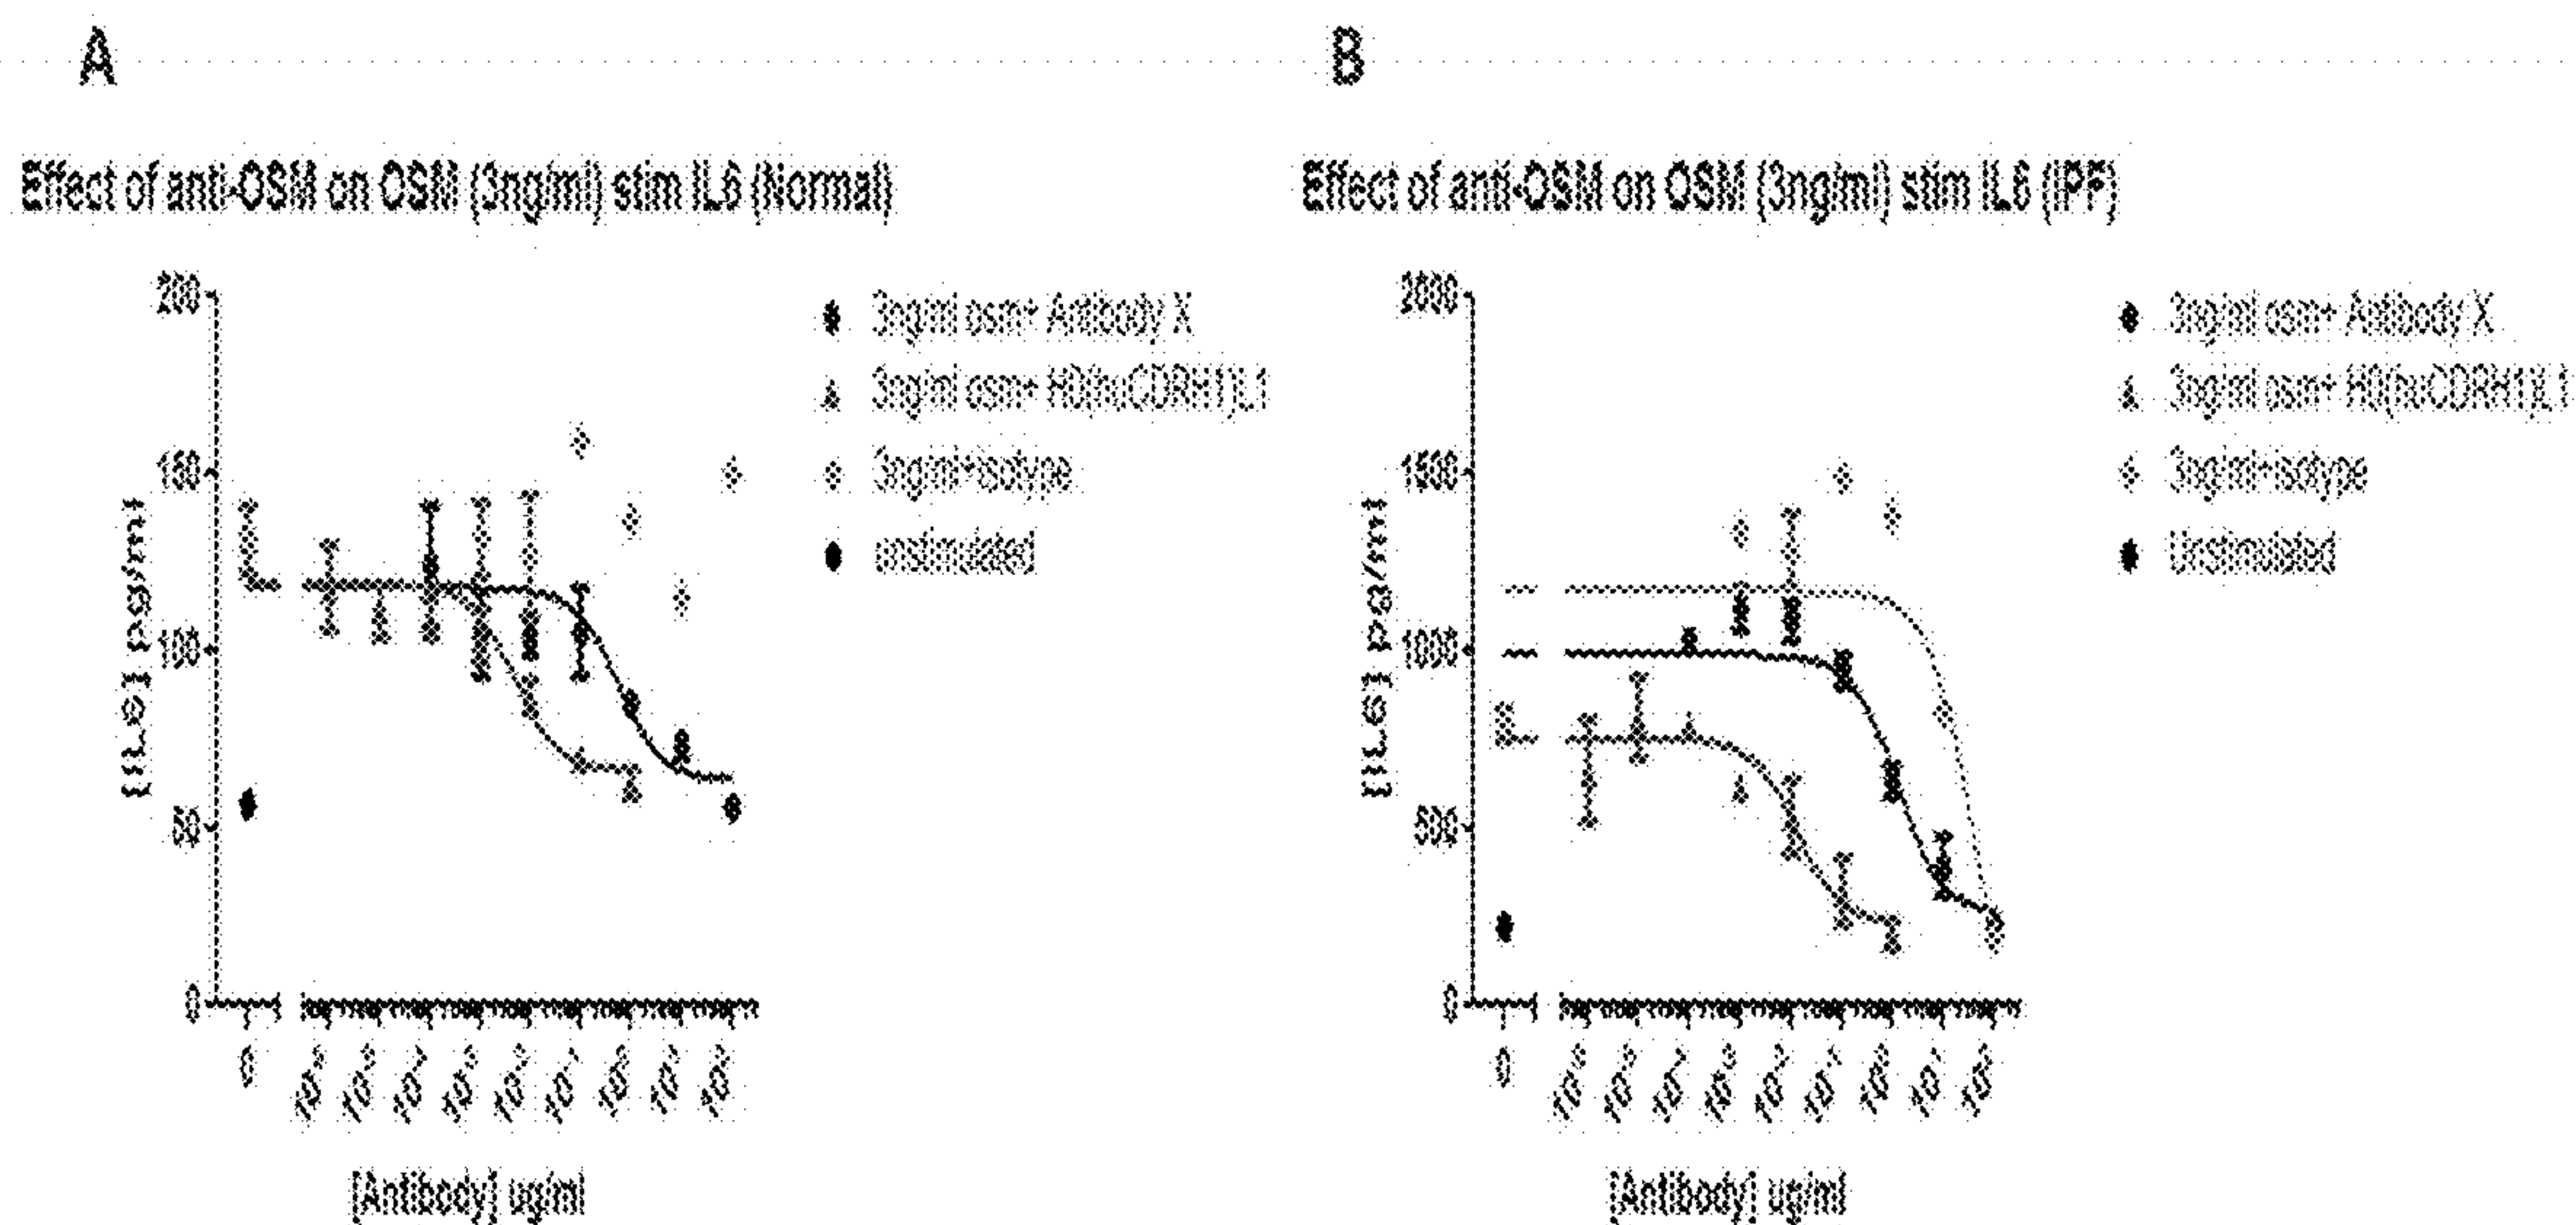 A
Effect of anti-OSM on OSM (3ng/ml) stim IL6 (Normal)
200
150
100
50
0
[IL6] pg/ml
0
[Antibody] ug/ml
3ng/ml osm+ Antibody X
3ng/ml osm+ H0(huCDRH1)L1
3ng/ml+isotype
unstimulated
B
Effect of anti-OSM on OSM (3ng/ml) stim IL6 (IPF)
2000
1500
1000
500
0
[IL6] pg/ml
0
[Antibody] ug/ml
3ng/ml osm+ Antibody X
3ng/ml osm+ H0(huCDRH1)L1
3ng/ml+isotype
Unstimulated